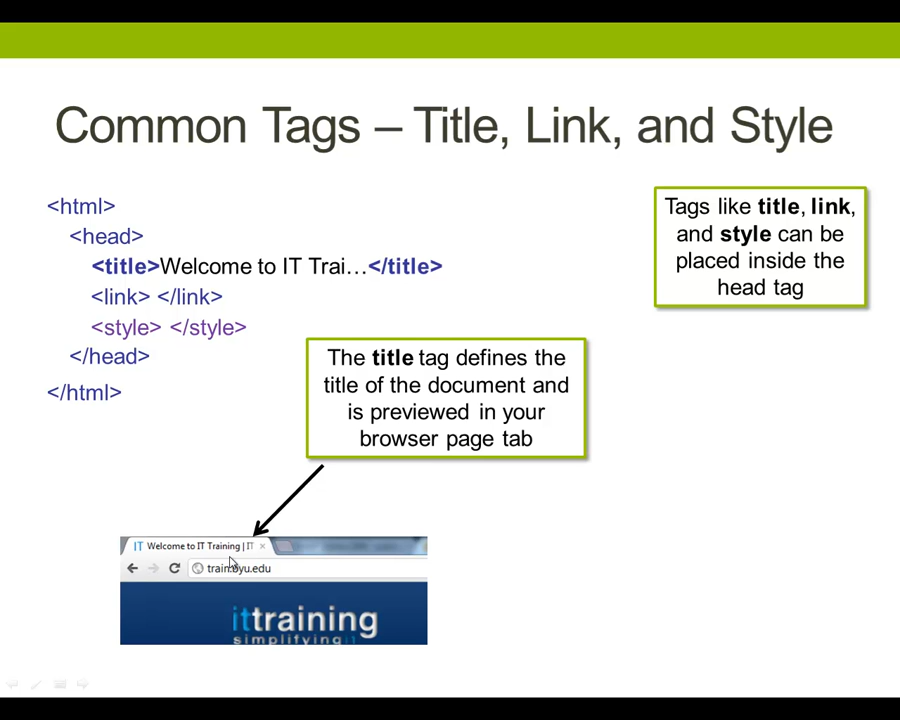 Common Tags – Title, Link, and Style
<html>
<head>
<title>Welcome to IT Trai…</title>
<link> </link>
<style> </style>
</head>
</html>
Tags like title, link,
and style can be
placed inside the
head tag
The title tag defines the
title of the document and
is previewed in your
browser page tab
IT Welcome to IT Training | IT ×
train.byu.edu
ittraining
simplifying it